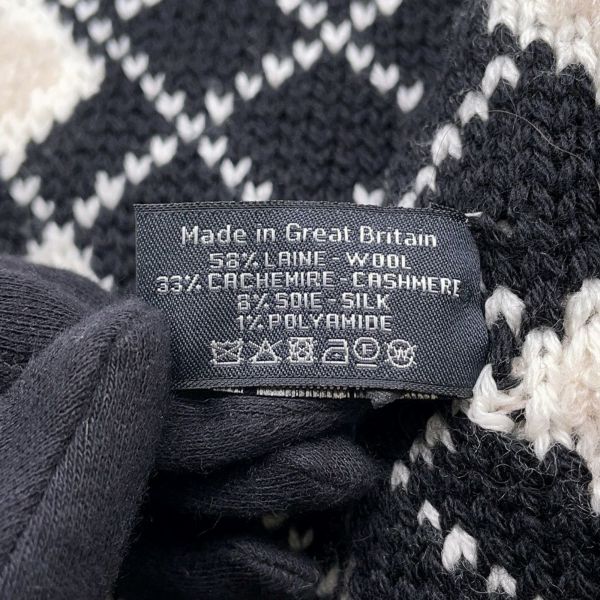 Made in Great Britain
58% LAINE - WOOL
33% CACHEMIRE - CASHMERE
8% SOIE - SILK
1% POLYAMIDE